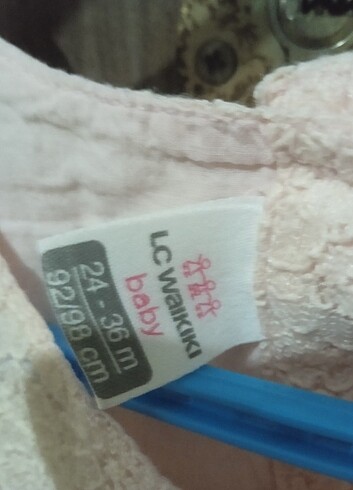 LC WAIKIKI
baby
24 - 36 m
92/98 cm